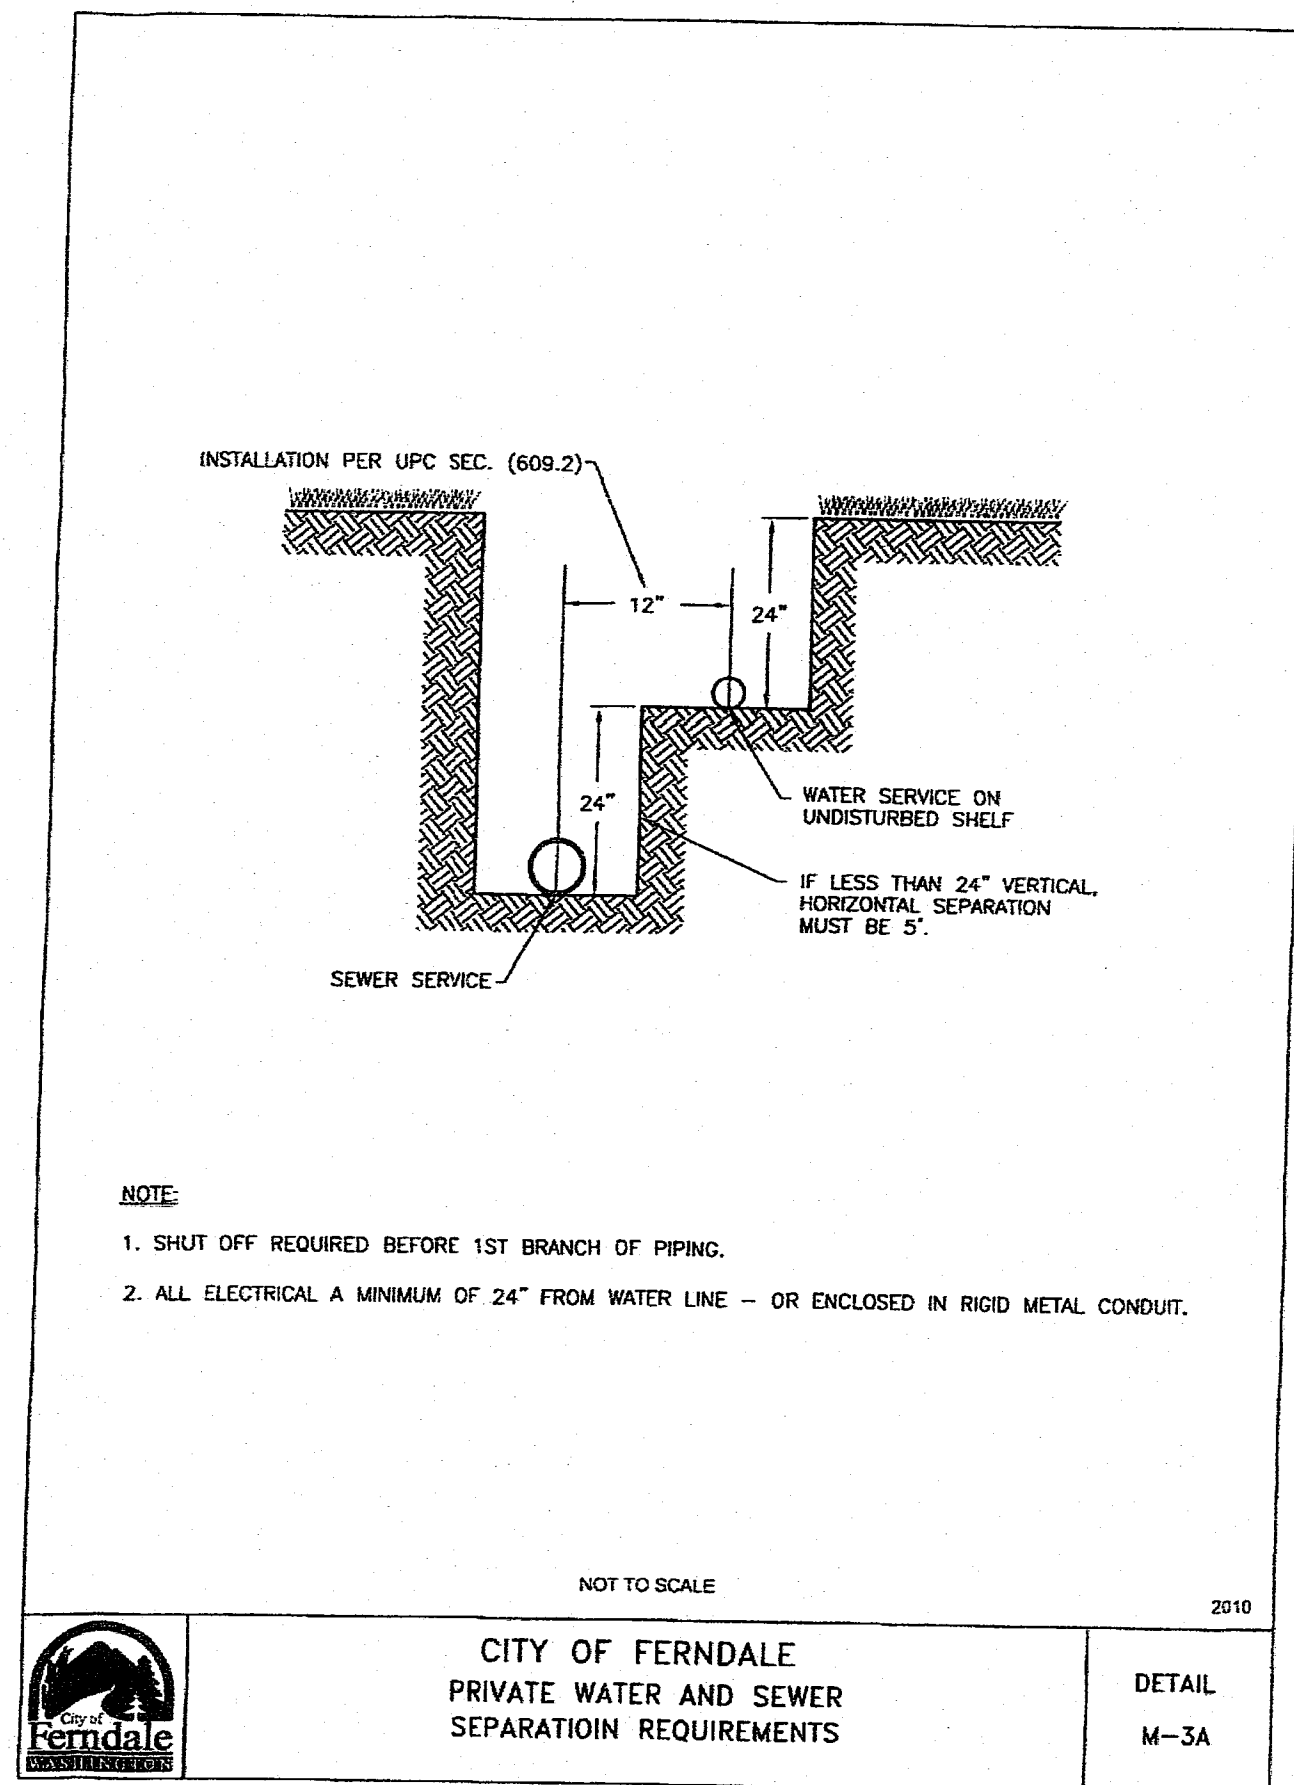 INSTALLATION PER UPC SEC. (609.2)
12"
24"
24"
WATER SERVICE ON
UNDISTURBED SHELF
IF LESS THAN 24" VERTICAL,
HORIZONTAL SEPARATION
MUST BE 5'.
SEWER SERVICE
NOTE:
1. SHUT OFF REQUIRED BEFORE 1ST BRANCH OF PIPING.
2. ALL ELECTRICAL A MINIMUM OF 24" FROM WATER LINE – OR ENCLOSED IN RIGID METAL CONDUIT.
NOT TO SCALE
2010
City of
Ferndale
WASHINGTON
CITY OF FERNDALE
PRIVATE WATER AND SEWER
SEPARATIOIN REQUIREMENTS
DETAIL
M-3A